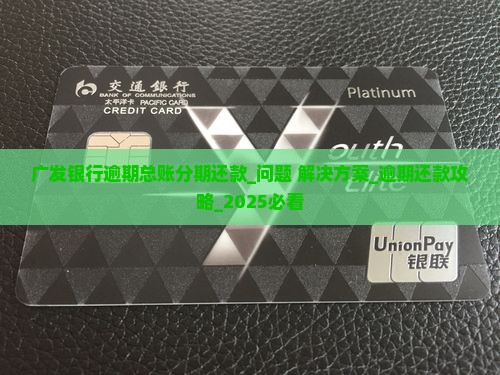 交通銀行
BANK OF COMMUNICATIONS
太平洋卡 PACIFIC CARD
CREDIT CARD
Platinum
广发银行逾期总账分期还款_问题 解决方案_逾期还款攻
略_2025必看
UnionPay
银联